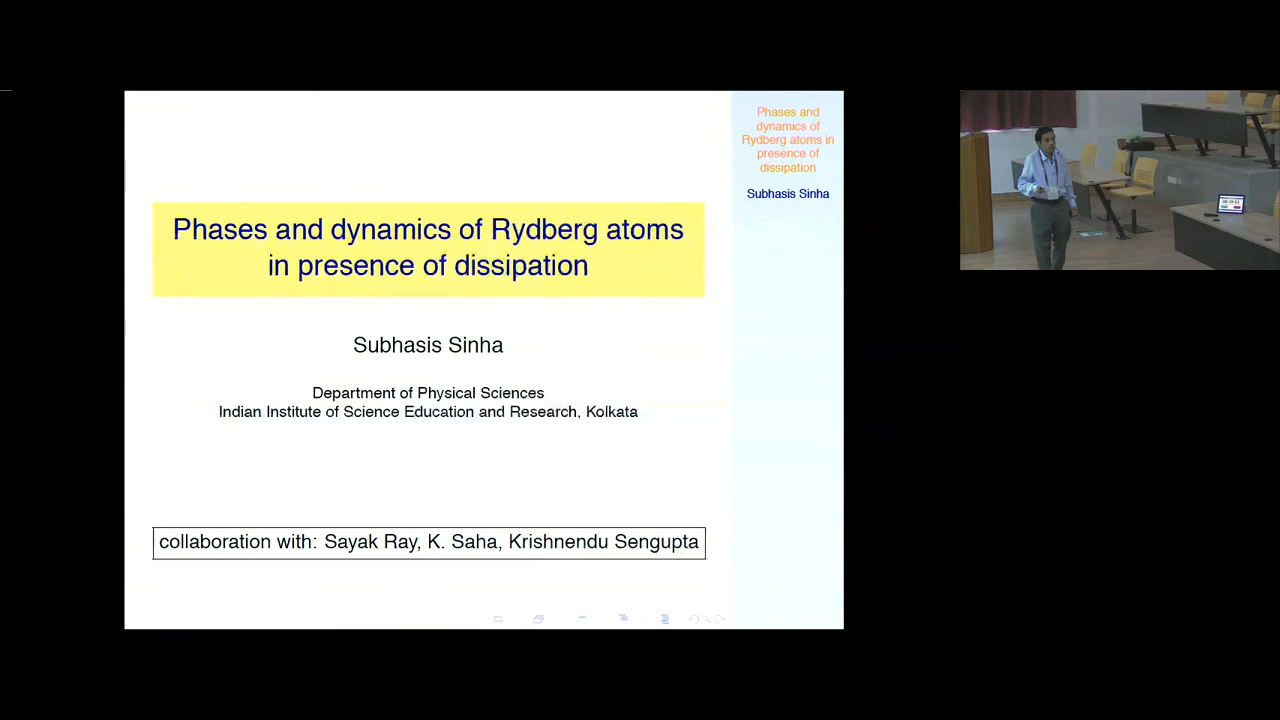 Phases and dynamics of Rydberg atoms
in presence of dissipation
Subhasis Sinha
Department of Physical Sciences
Indian Institute of Science Education and Research, Kolkata
collaboration with: Sayak Ray, K. Saha, Krishnendu Sengupta
Phases and
dynamics of
Rydberg atoms in
presence of
dissipation
Subhasis Sinha